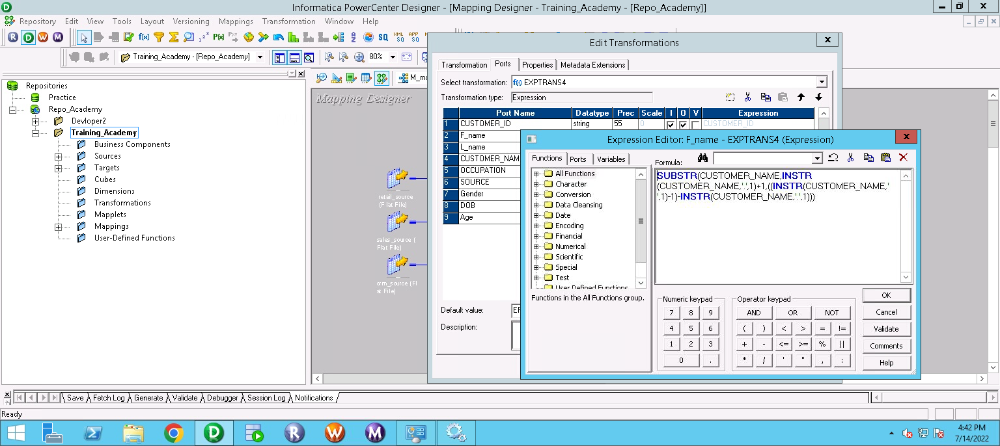 Informatica PowerCenter Designer - [Mapping Designer - Training_Academy - [Repo_Academy]]
Repository Edit View Tools Layout Versioning Mappings Transformation Window Help
Training_Academy - [Repo_Academy]
80%
Repositories
Practice
Repo_Academy
Devloper2
Training_Academy
Business Components
Sources
Targets
Cubes
Dimensions
Transformations
Mapplets
Mappings
User-Defined Functions
Mapping Designer
retail_source
(Flat File)
sales_source (
Flat File)
crm_source (Fl
at File)
Edit Transformations
Transformation Ports Properties Metadata Extensions
Select transformation: f(x) EXPTRANS4
Transformation type: Expression
Port Name Datatype Prec Scale I O V Expression
1 CUSTOMER_ID string 55 0 CUSTOMER_ID
2 F_name
3 L_name
4 CUSTOMER_NAM
5 OCCUPATION
6 SOURCE
7 Gender
8 DOB
9 Age
Default value:
Description:
Expression Editor: F_name - EXPTRANS4 (Expression)
Functions Ports Variables
All Functions
Character
Conversion
Data Cleansing
Date
Encoding
Financial
Numerical
Scientific
Special
Test
User Defined Functions
Functions in the All Functions group.
Formula:
SUBSTR(CUSTOMER_NAME,INSTR
(CUSTOMER_NAME,'.',1)+1,((INSTR(CUSTOMER_NAME,'
',1)-1)-INSTR(CUSTOMER_NAME,'.',1)))
Numeric keypad
7 8 9
4 5 6
1 2 3
0 .
Operator keypad
AND OR NOT
( ) < > = !=
+ - <= >= % ||
* / ' " , :
OK
Cancel
Validate
Comments
Help
Save Fetch Log Generate Validate Debugger Session Log Notifications
Ready
4:42 PM
7/14/2022